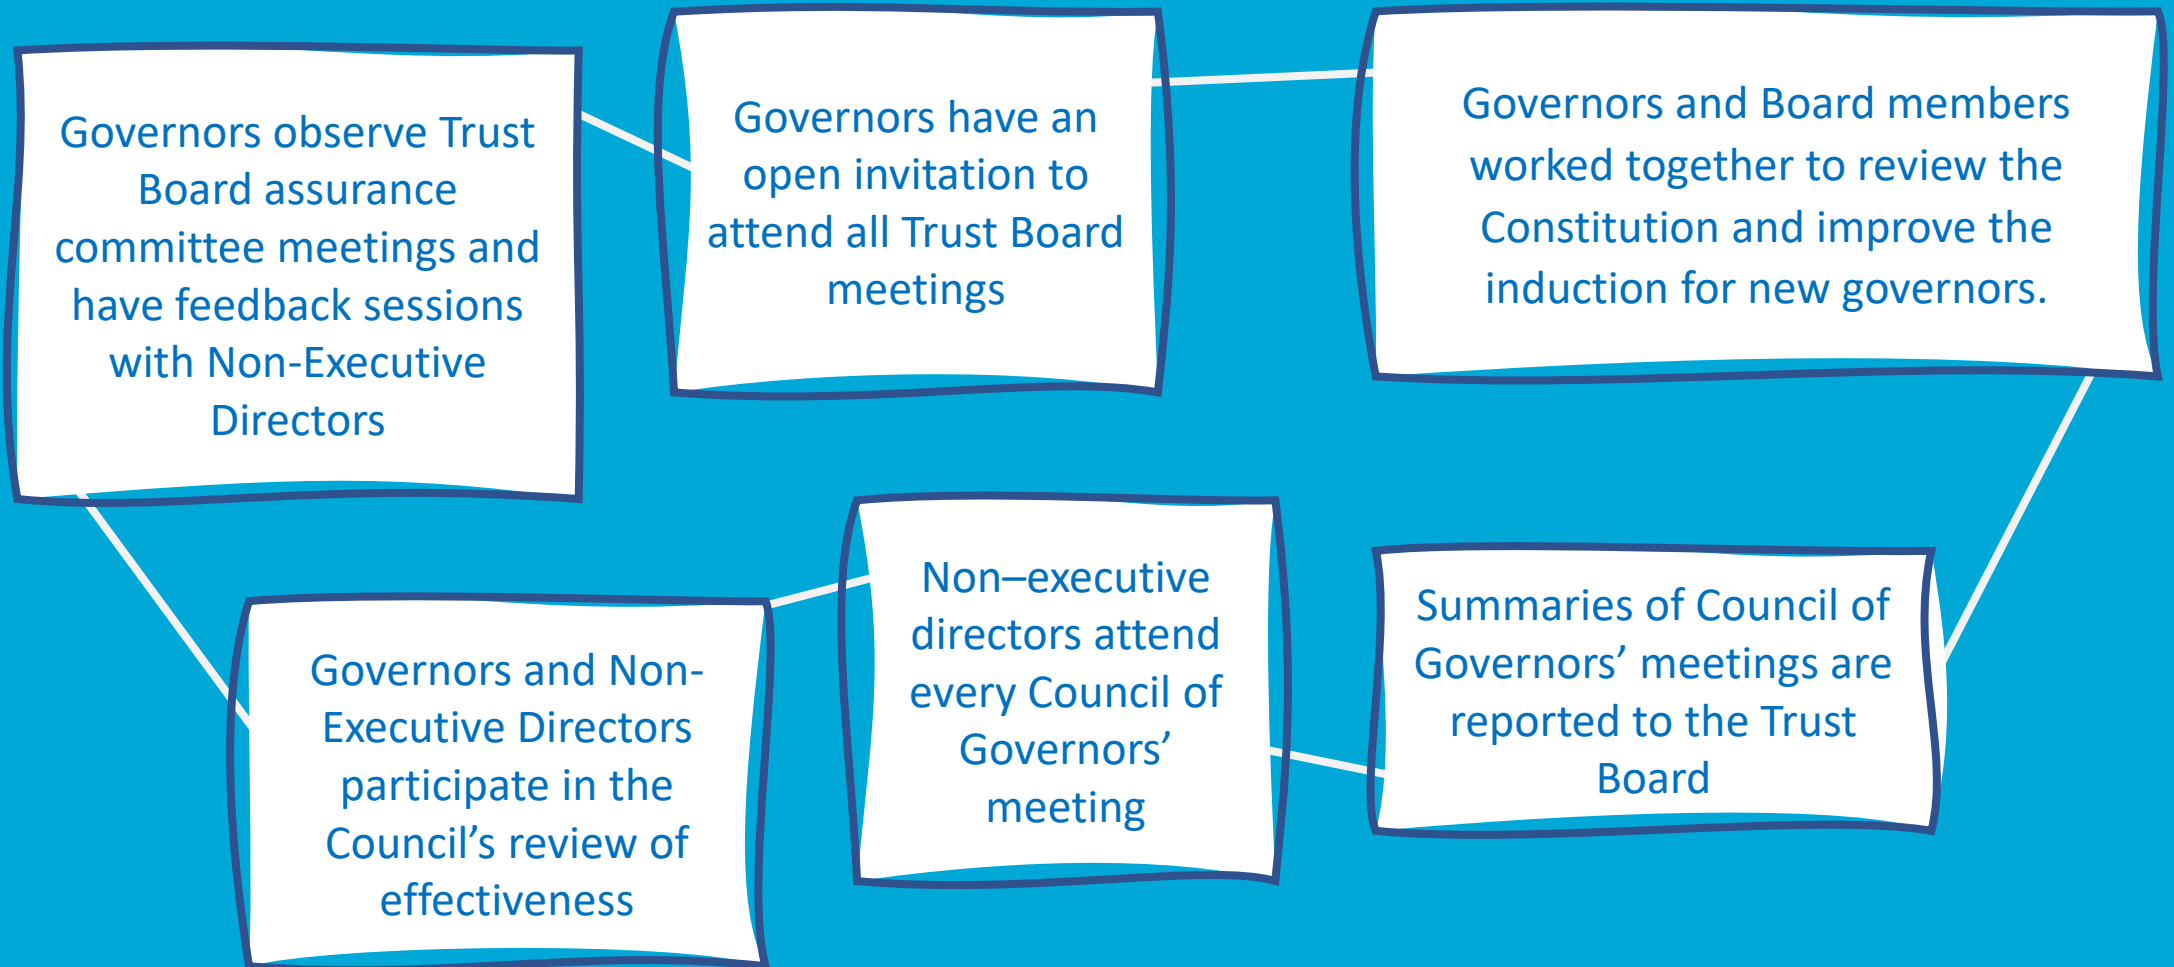 Governors observe Trust
Board assurance
committee meetings and
have feedback sessions
with Non-Executive
Directors
Governors have an
open invitation to
attend all Trust Board
meetings
Governors and Board members
worked together to review the
Constitution and improve the
induction for new governors.
Governors and Non-
Executive Directors
participate in the
Council’s review of
effectiveness
Non–executive
directors attend
every Council of
Governors’
meeting
Summaries of Council of
Governors’ meetings are
reported to the Trust
Board